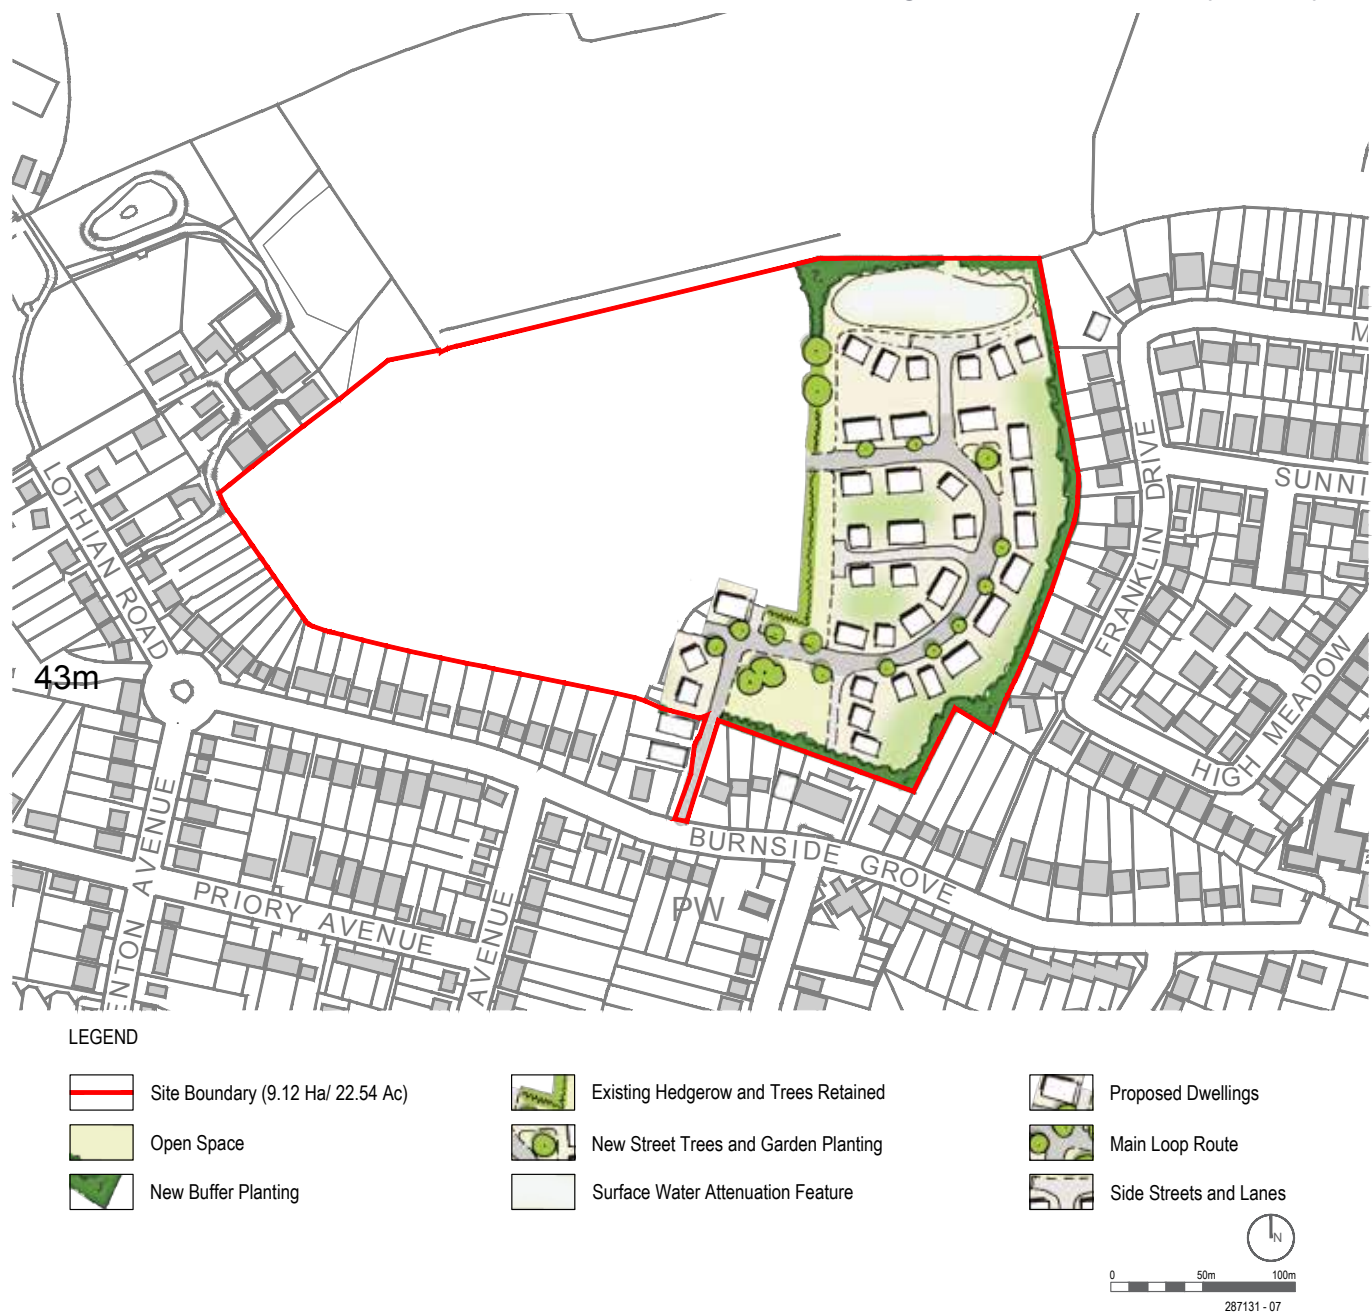 M
SUNNI
FRANKLIN DRIVE
LOTHIAN ROAD
43m
HIGH MEADOW
BURNSIDE GROVE
PRIORY AVENUE
ENTON AVENUE
AVENUE
PW
LEGEND
Site Boundary (9.12 Ha/ 22.54 Ac)
Existing Hedgerow and Trees Retained
Proposed Dwellings
Open Space
New Street Trees and Garden Planting
Main Loop Route
New Buffer Planting
Surface Water Attenuation Feature
Side Streets and Lanes
N
0 50m 100m
287131 - 07